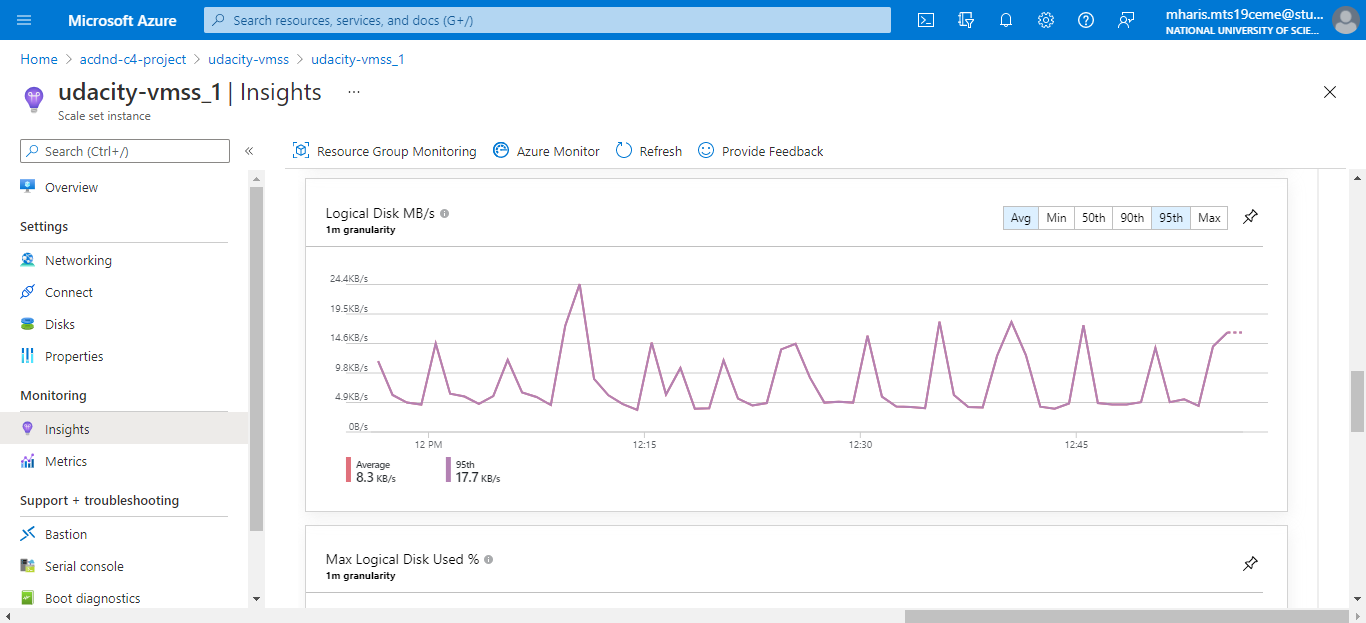 Microsoft Azure
Search resources, services, and docs (G+/)
mharis.mts19ceme@stu...
NATIONAL UNIVERSITY OF SCIE...
Home > acdnd-c4-project > udacity-vmss > udacity-vmss_1
udacity-vmss_1 | Insights ...
Scale set instance
Search (Ctrl+/)
«
Resource Group Monitoring
Azure Monitor
Refresh
Provide Feedback
Overview
Settings
Networking
Connect
Disks
Properties
Monitoring
Insights
Metrics
Support + troubleshooting
Bastion
Serial console
Boot diagnostics
Logical Disk MB/s
1m granularity
Avg Min 50th 90th 95th Max
24.4KB/s
19.5KB/s
14.6KB/s
9.8KB/s
4.9KB/s
0B/s
12 PM 12:15 12:30 12:45
Average
8.3 KB/s
95th
17.7 KB/s
Max Logical Disk Used %
1m granularity